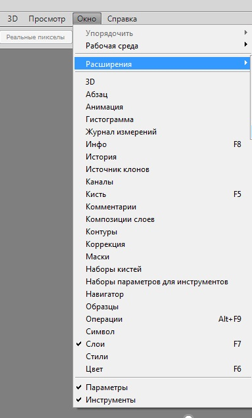 3D Просмотр Окно Справка
Реальные пикселы
Упорядочить
Рабочая среда
Расширения
3D
Абзац
Анимация
Гистограмма
Журнал измерений
Инфо F8
История
Источник клонов
Каналы
Кисть F5
Комментарии
Композиции слоев
Контуры
Коррекция
Маски
Наборы кистей
Наборы параметров для инструментов
Навигатор
Образцы
Операции Alt+F9
Символ
Слои F7
Стили
Цвет F6
Параметры
Инструменты